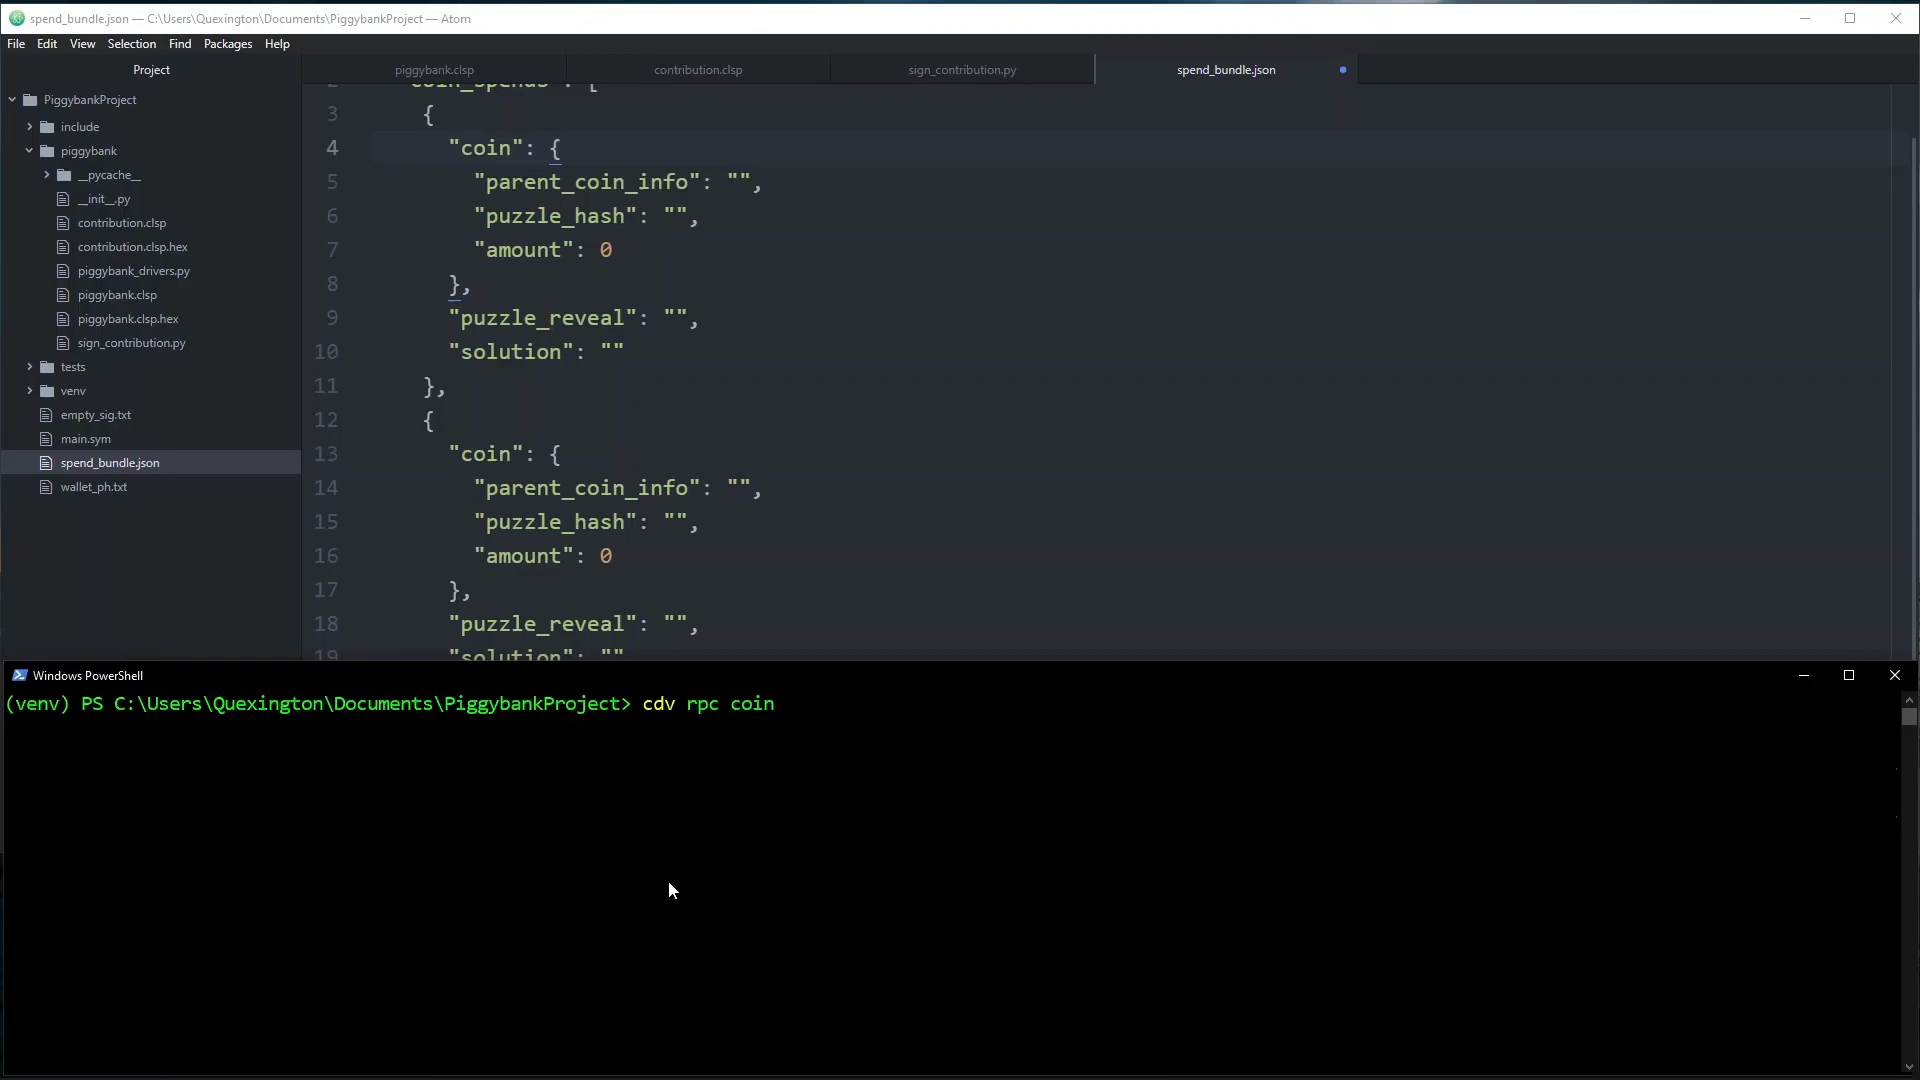 spend_bundle.json — C:\Users\Quexington\Documents\PiggybankProject — Atom
File Edit View Selection Find Packages Help
Project
piggybank.clsp
contribution.clsp
sign_contribution.py
spend_bundle.json
PiggybankProject
include
piggybank
__pycache__
__init__.py
contribution.clsp
contribution.clsp.hex
piggybank_drivers.py
piggybank.clsp
piggybank.clsp.hex
sign_contribution.py
tests
venv
empty_sig.txt
main.sym
spend_bundle.json
wallet_ph.txt
2 "coin_spends": [
3 {
4 "coin": {
5 "parent_coin_info": "",
6 "puzzle_hash": "",
7 "amount": 0
8 },
9 "puzzle_reveal": "",
10 "solution": ""
11 },
12 {
13 "coin": {
14 "parent_coin_info": "",
15 "puzzle_hash": "",
16 "amount": 0
17 },
18 "puzzle_reveal": "",
19 "solution": ""
Windows PowerShell
(venv) PS C:\Users\Quexington\Documents\PiggybankProject> cdv rpc coin